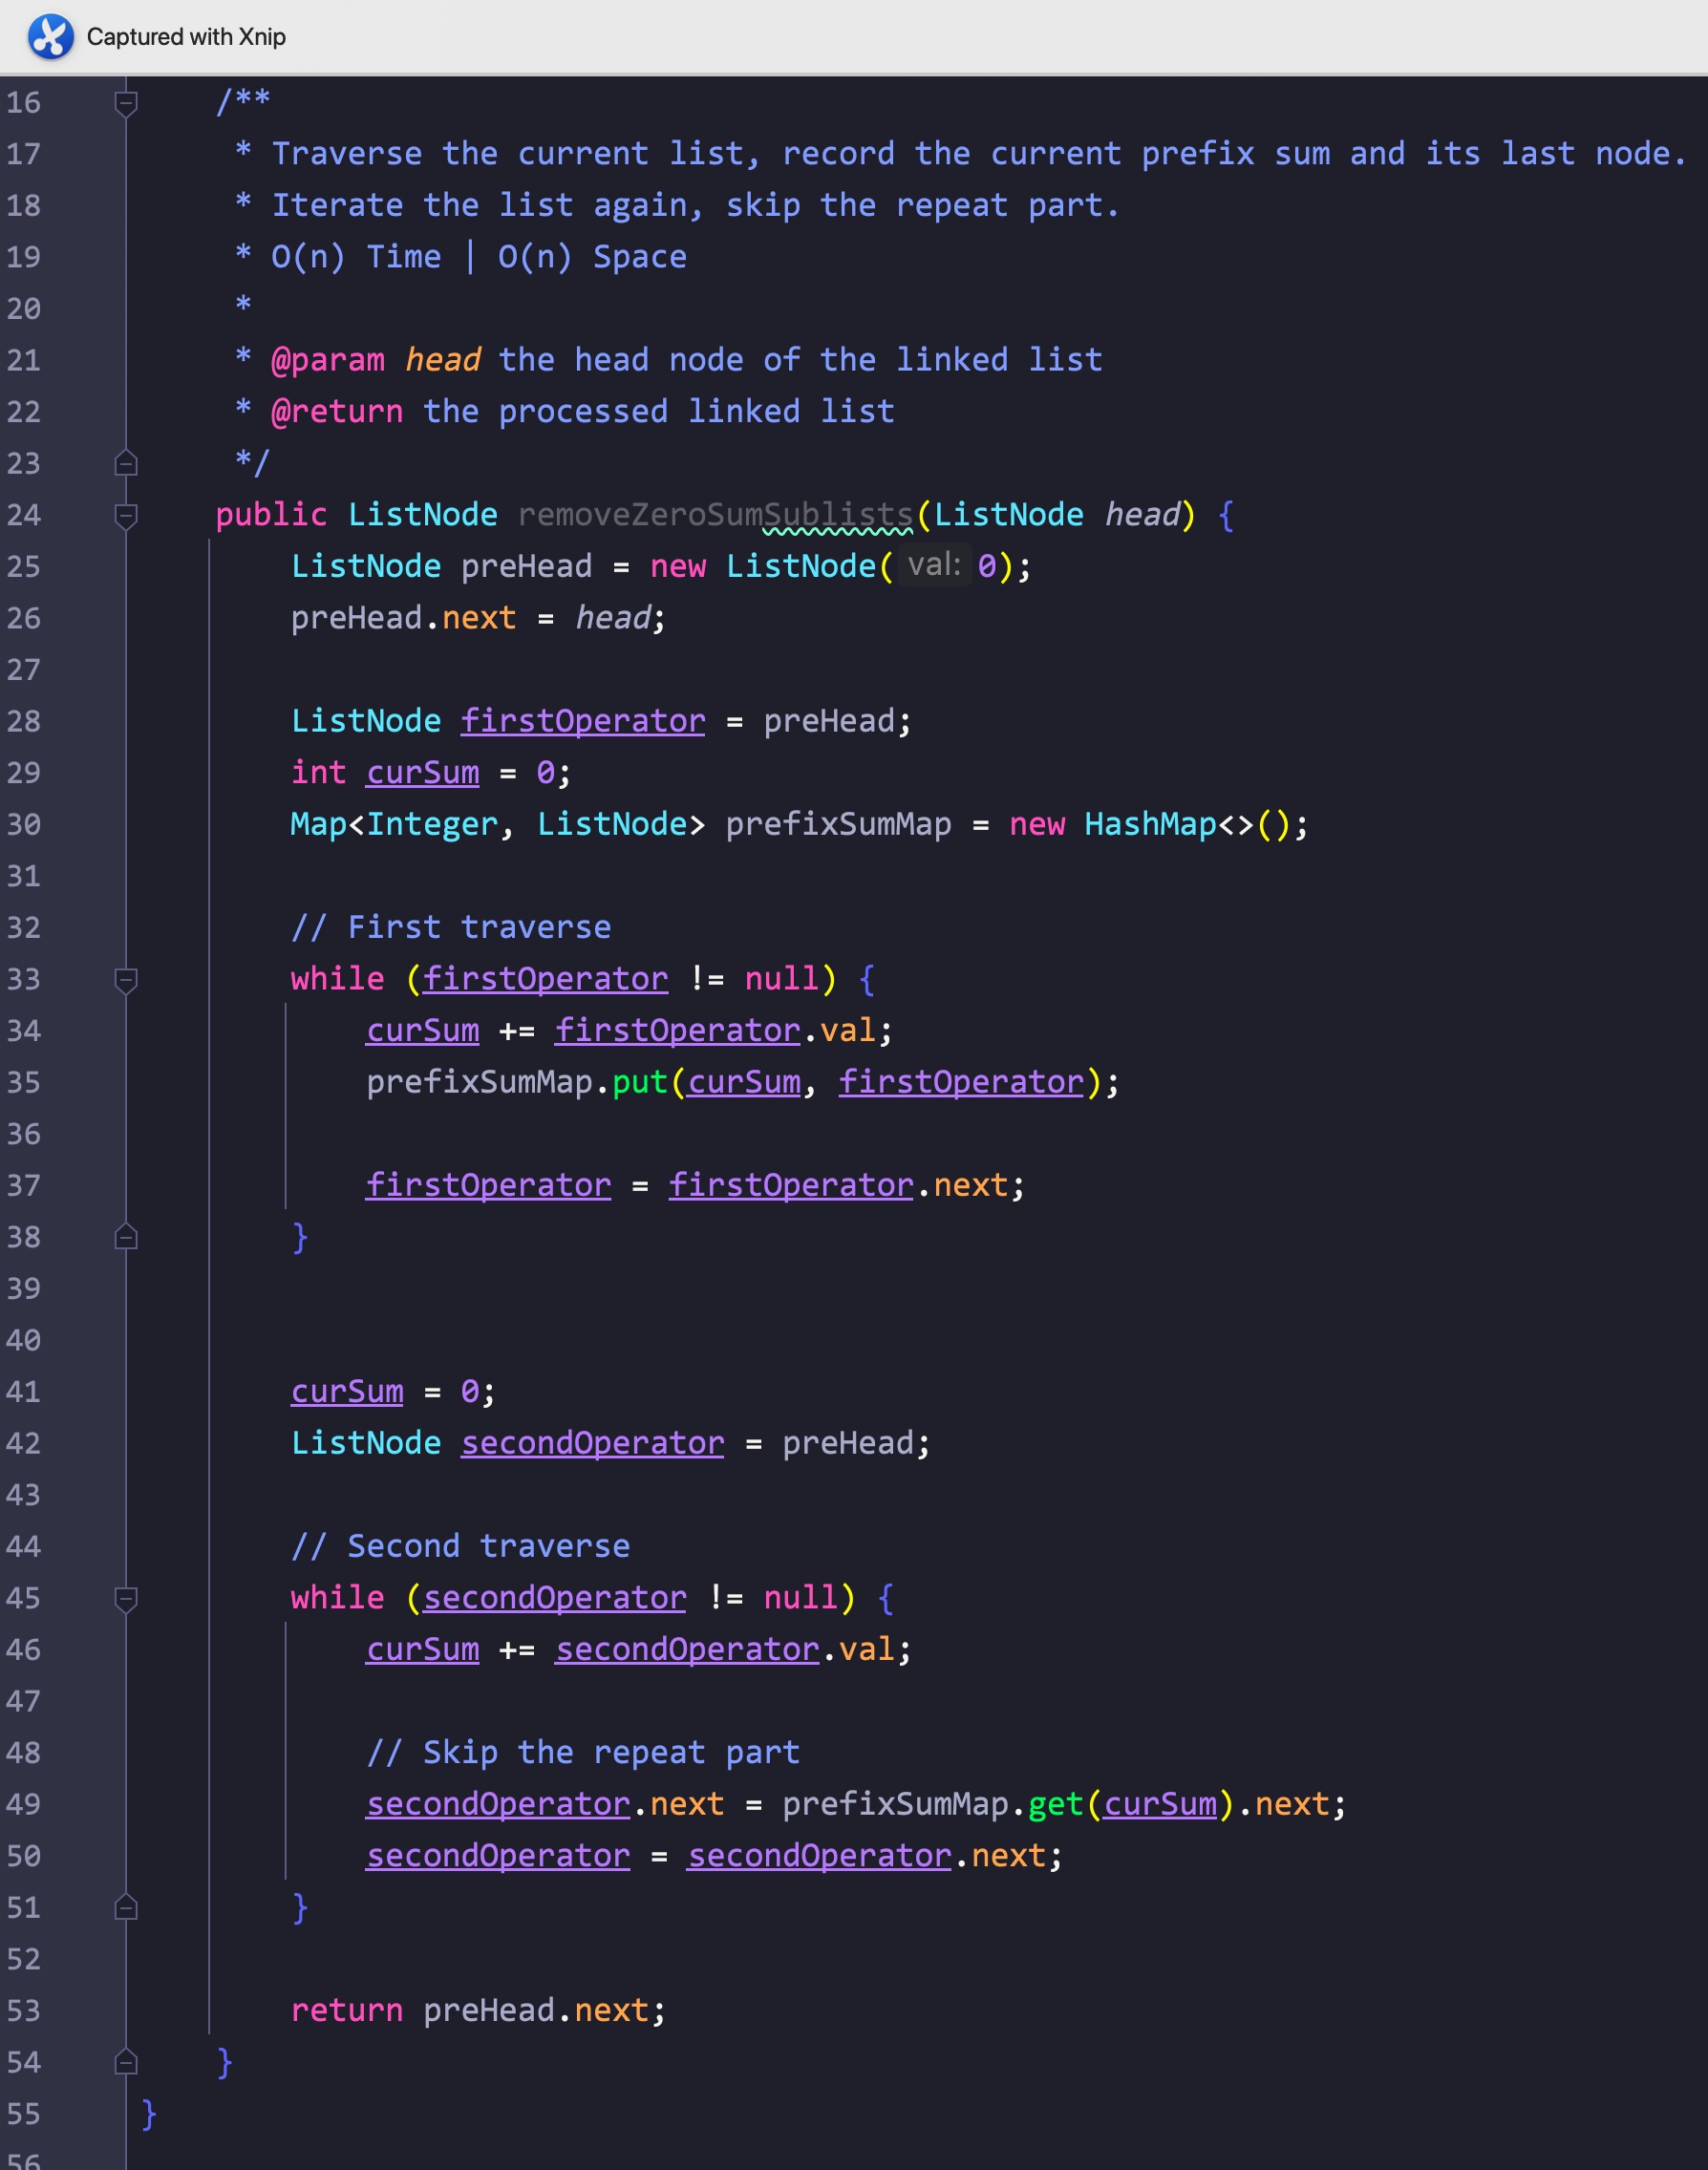 Captured with Xnip
16 /**
17 * Traverse the current list, record the current prefix sum and its last node.
18 * Iterate the list again, skip the repeat part.
19 * O(n) Time | O(n) Space
20 *
21 * @param head the head node of the linked list
22 * @return the processed linked list
23 */
24 public ListNode removeZeroSumSublists(ListNode head) {
25 ListNode preHead = new ListNode( val: 0);
26 preHead.next = head;
27
28 ListNode firstOperator = preHead;
29 int curSum = 0;
30 Map<Integer, ListNode> prefixSumMap = new HashMap<>();
31
32 // First traverse
33 while (firstOperator != null) {
34 curSum += firstOperator.val;
35 prefixSumMap.put(curSum, firstOperator);
36
37 firstOperator = firstOperator.next;
38 }
39
40
41 curSum = 0;
42 ListNode secondOperator = preHead;
43
44 // Second traverse
45 while (secondOperator != null) {
46 curSum += secondOperator.val;
47
48 // Skip the repeat part
49 secondOperator.next = prefixSumMap.get(curSum).next;
50 secondOperator = secondOperator.next;
51 }
52
53 return preHead.next;
54 }
55 }
56